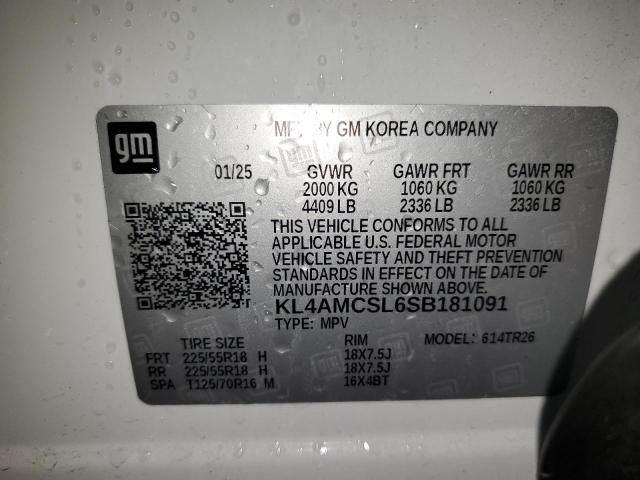 gm
MFD BY GM KOREA COMPANY
01/25 GVWR GAWR FRT GAWR RR
2000 KG 1060 KG 1060 KG
4409 LB 2336 LB 2336 LB
THIS VEHICLE CONFORMS TO ALL
APPLICABLE U.S. FEDERAL MOTOR
VEHICLE SAFETY AND THEFT PREVENTION
STANDARDS IN EFFECT ON THE DATE OF
MANUFACTURE SHOWN ABOVE.
KL4AMCSL6SB181091
TYPE: MPV MODEL: 614TR26
TIRE SIZE RIM
FRT 225/55R18 H 18X7.5J
RR 225/55R18 H 18X7.5J
SPA T125/70R16 M 16X4BT